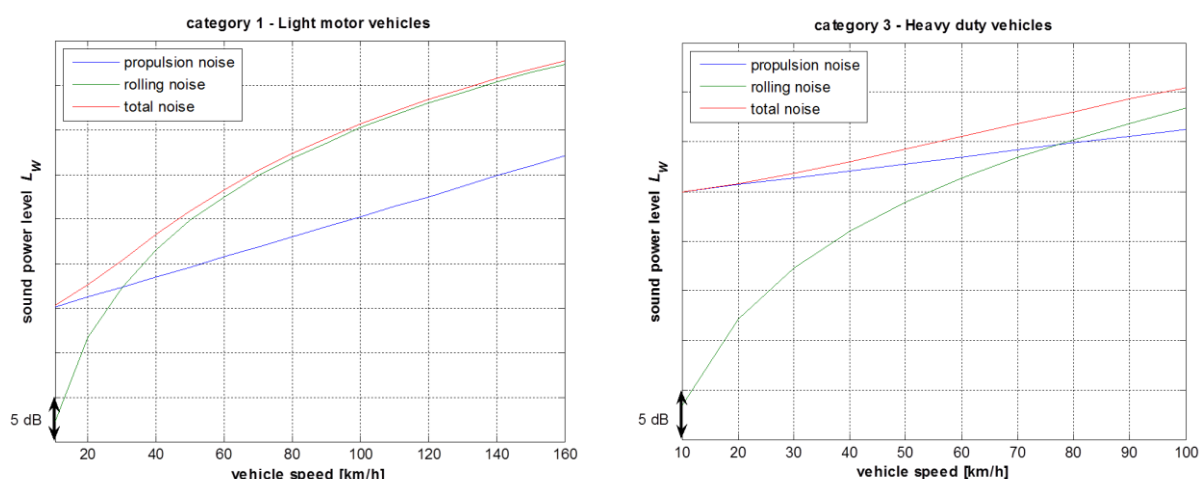 category 1 - Light motor vehicles
propulsion noise
rolling noise
total noise
sound power level L_W
5 dB
20 40 60 80 100 120 140 160
vehicle speed [km/h]
category 3 - Heavy duty vehicles
propulsion noise
rolling noise
total noise
sound power level L_W
5 dB
10 20 30 40 50 60 70 80 90 100
vehicle speed [km/h]